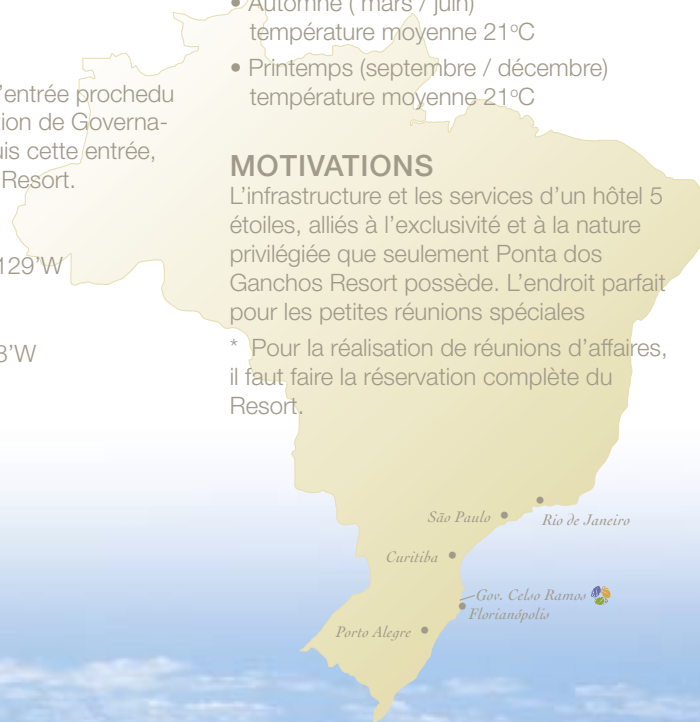 'entrée prochedu
tion de Governa-
uis cette entrée,
Resort.
129'W
3'W
• Automne ( mars / juin)
température moyenne 21ºC
• Printemps (septembre / décembre)
température moyenne 21ºC
MOTIVATIONS
L'infrastructure et les services d'un hôtel 5
étoiles, alliés à l'exclusivité et à la nature
privilégiée que seulement Ponta dos
Ganchos Resort possède. L'endroit parfait
pour les petites réunions spéciales
* Pour la réalisation de réunions d'affaires,
il faut faire la réservation complète du
Resort.
São Paulo
Rio de Janeiro
Curitiba
Gov. Celso Ramos
Florianópolis
Porto Alegre